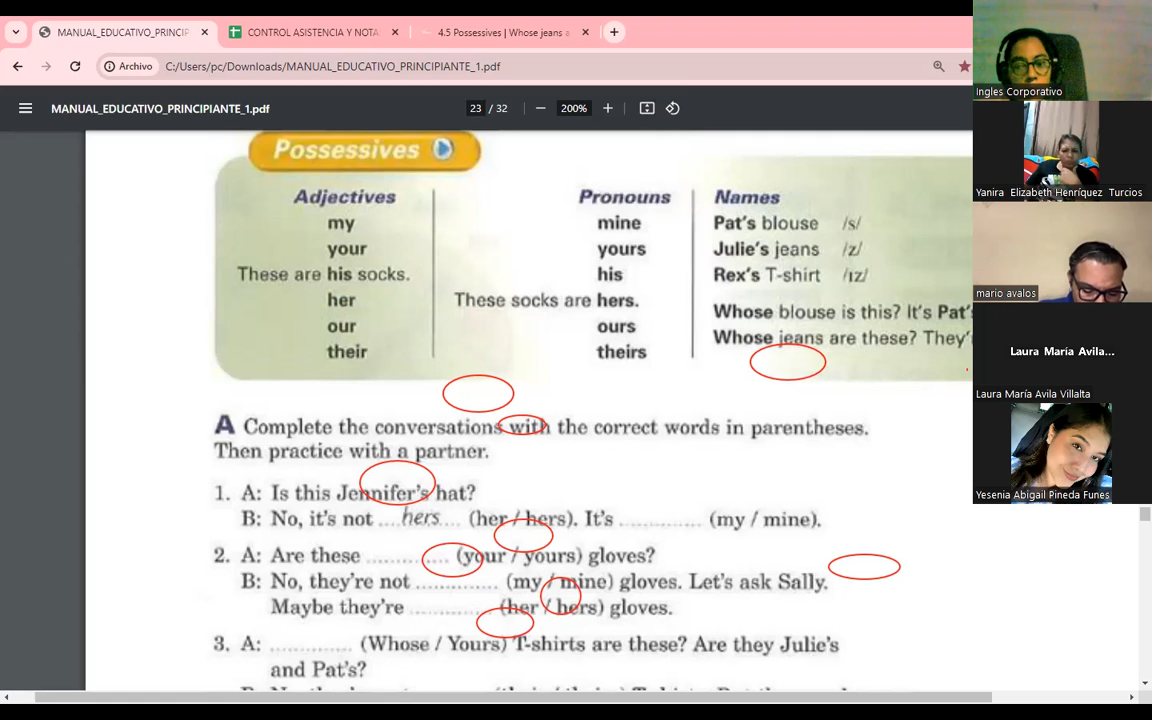 MANUAL_EDUCATIVO_PRINCIP
CONTROL ASISTENCIA Y NOTA
4.5 Possessives | Whose jeans a
Archivo
C:/Users/pc/Downloads/MANUAL_EDUCATIVO_PRINCIPIANTE_1.pdf
MANUAL_EDUCATIVO_PRINCIPIANTE_1.pdf
23 / 32
200%
Possessives
Adjectives
my
your
These are his socks.
her
our
their
Pronouns
mine
yours
his
These socks are hers.
ours
theirs
Names
Pat's blouse /s/
Julie's jeans /z/
Rex's T-shirt /ɪz/
Whose blouse is this? It's Pat'
Whose jeans are these? They'
A Complete the conversations with the correct words in parentheses.
Then practice with a partner.
1. A: Is this Jennifer's hat?
B: No, it's not ....hers.... (her / hers). It's .............. (my / mine).
2. A: Are these .............. (your / yours) gloves?
B: No, they're not .............. (my / mine) gloves. Let's ask Sally.
Maybe they're .............. (her / hers) gloves.
3. A: .............. (Whose / Yours) T-shirts are these? Are they Julie's
and Pat's?
Ingles Corporativo
Yanira Elizabeth Henríquez Turcios
mario avalos
Laura María Avila...
Laura María Avila Villalta
Yesenia Abigail Pineda Funes